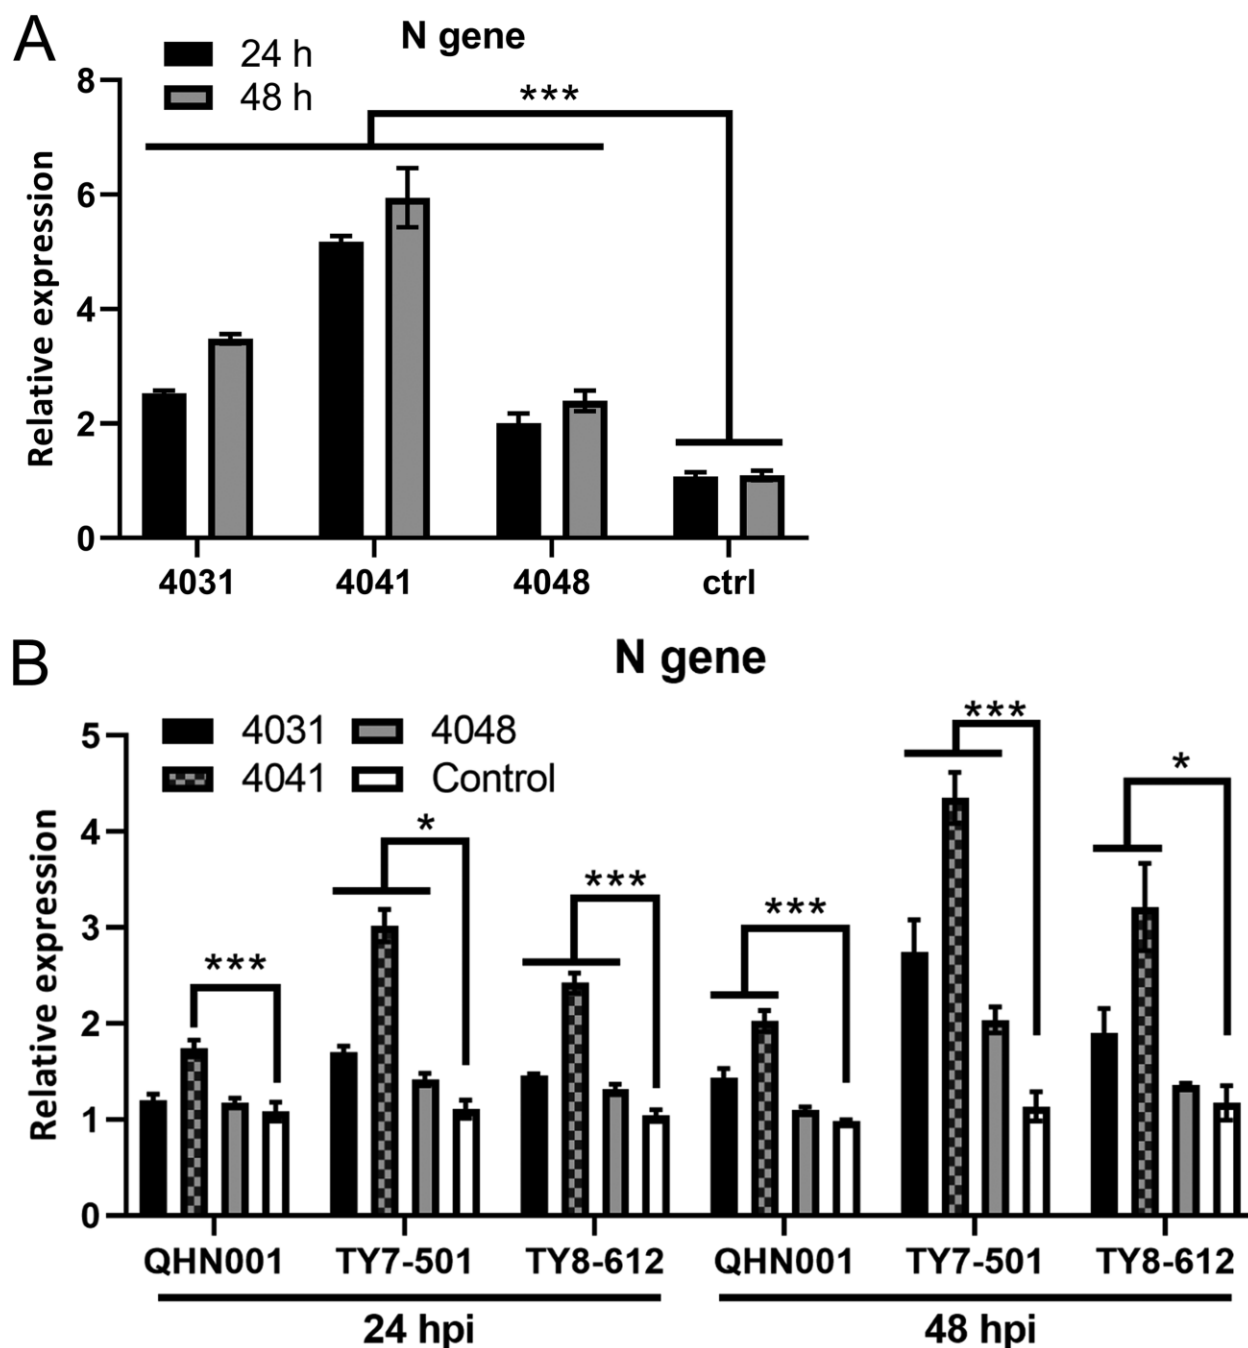 A
N gene
24 h
48 h
***
8
6
4
2
0
Relative expression
4031 4041 4048 ctrl
B
N gene
4031 4048
4041 Control
*** * *** *** *** *
5
4
3
2
1
0
Relative expression
QHN001 TY7-501 TY8-612 QHN001 TY7-501 TY8-612
24 hpi 48 hpi